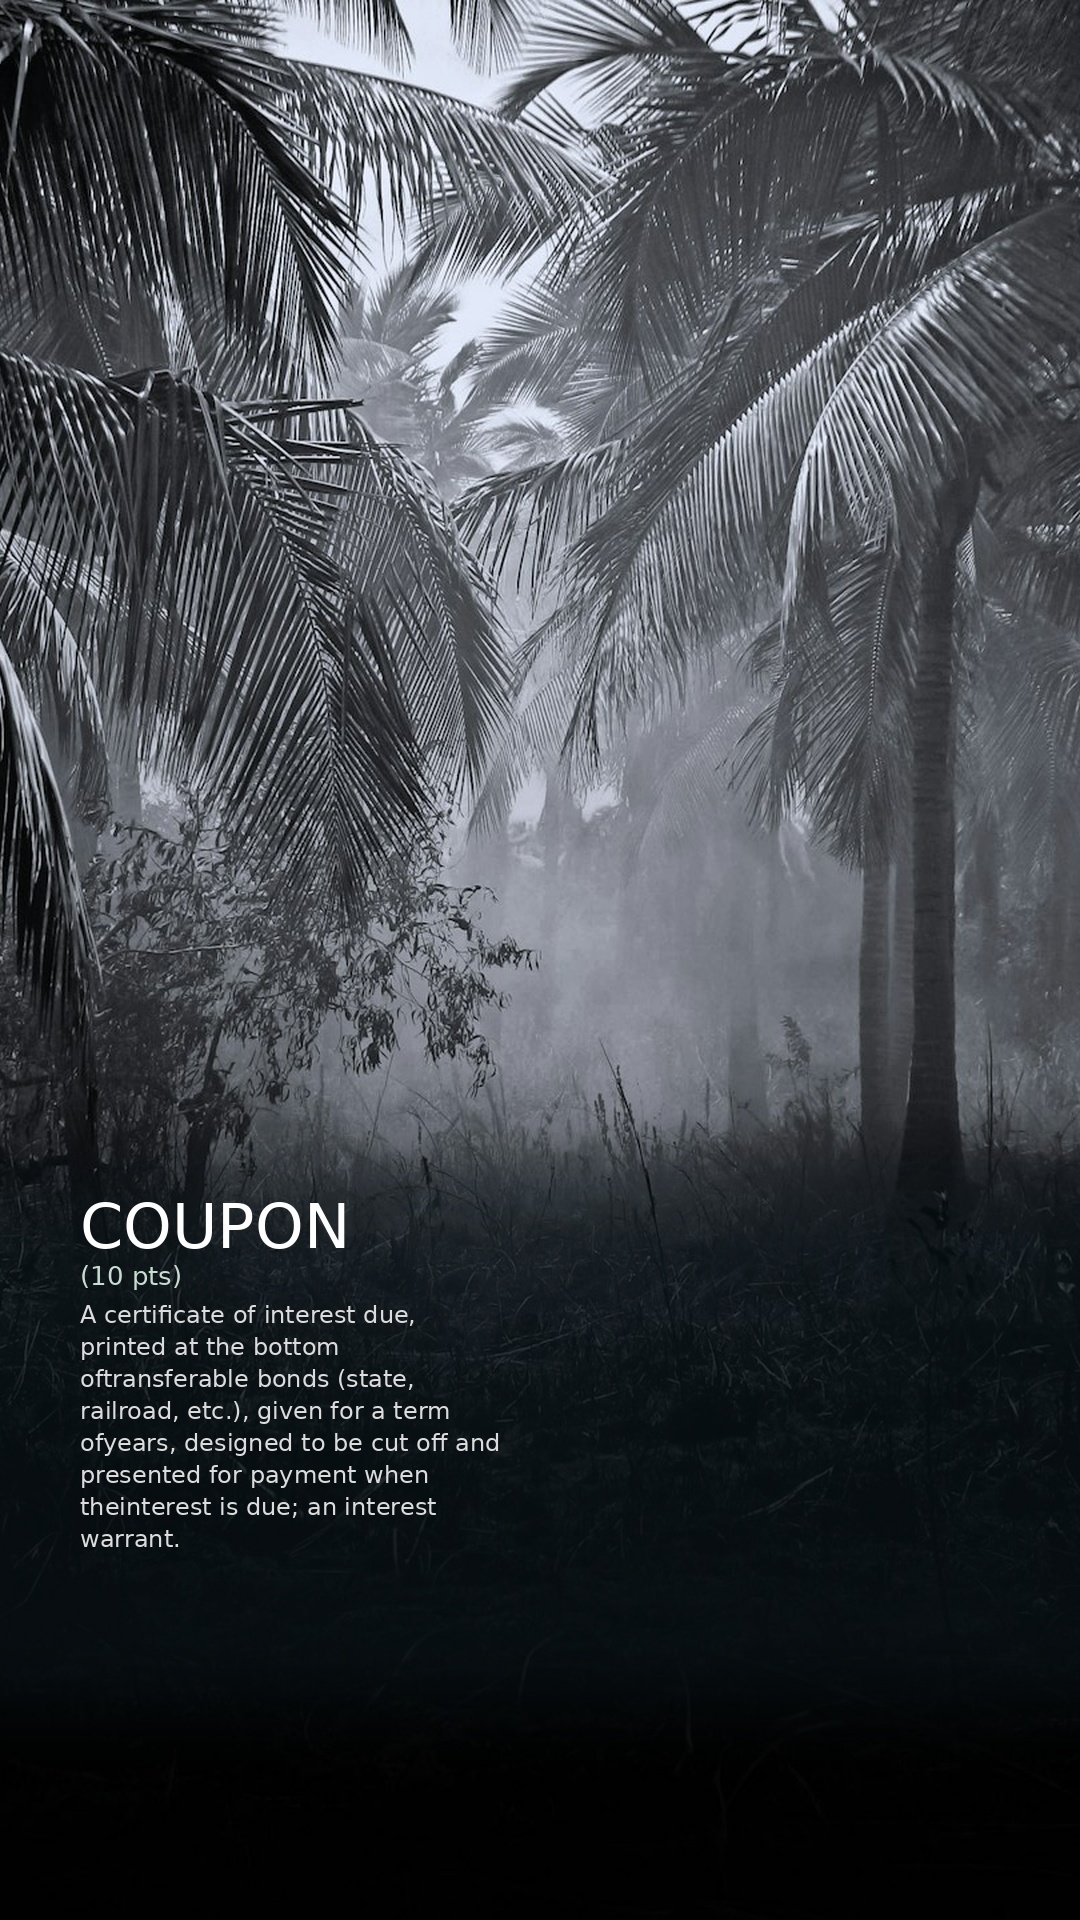 COUPON
(10 pts)
A certificate of interest due,
printed at the bottom
oftransferable bonds (state,
railroad, etc.), given for a term
ofyears, designed to be cut off and
presented for payment when
theinterest is due; an interest
warrant.